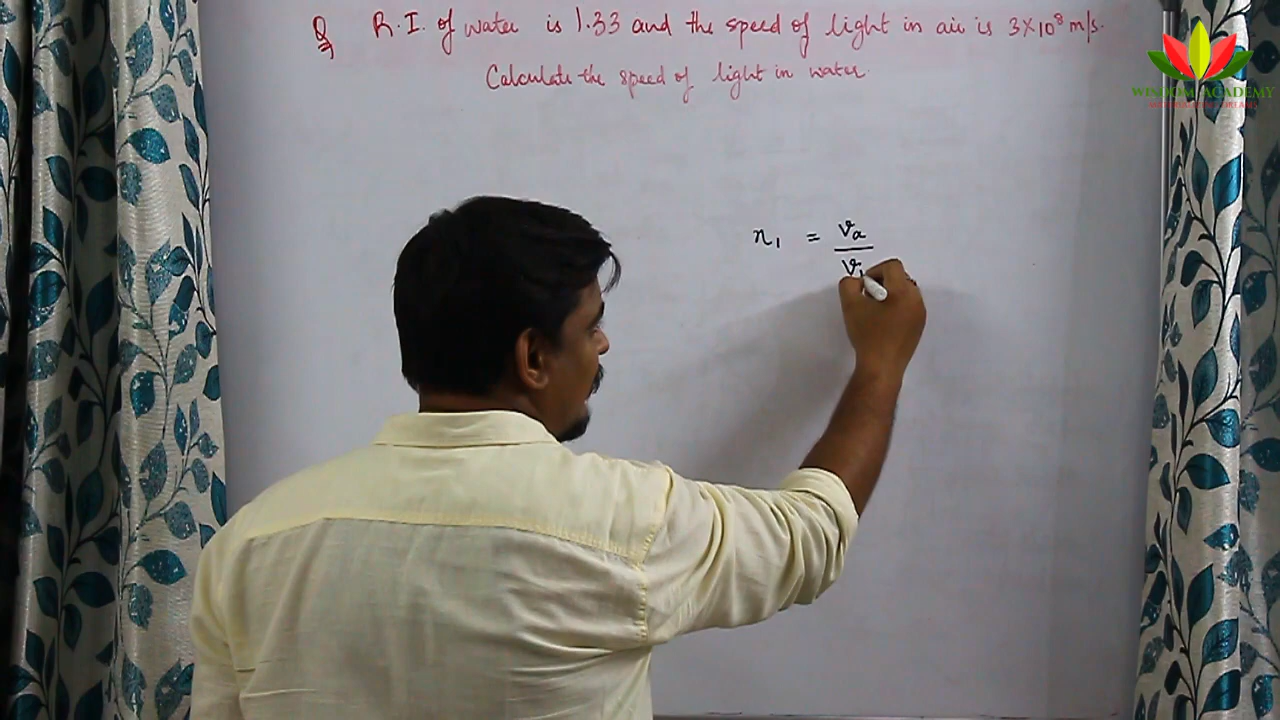 Q R.I. of water is 1.33 and the speed of light in air is 3×10⁸ m/s.
Calculate the speed of light in water.
n₁ = vₐ
v₁
WISDOM ACADEMY